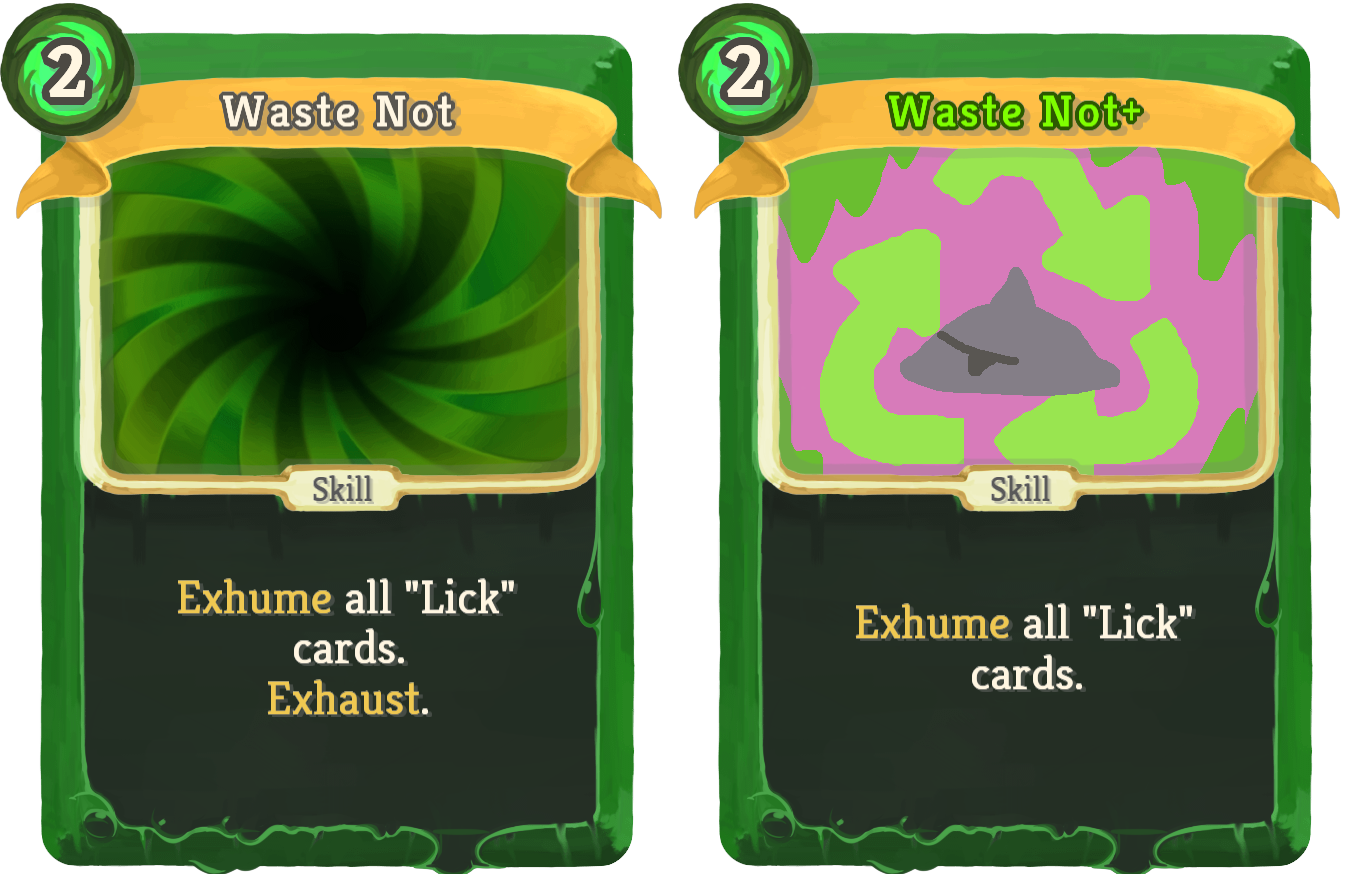 2
Waste Not
Skill
Exhume all "Lick"
cards.
Exhaust.
2
Waste Not+
Skill
Exhume all "Lick"
cards.